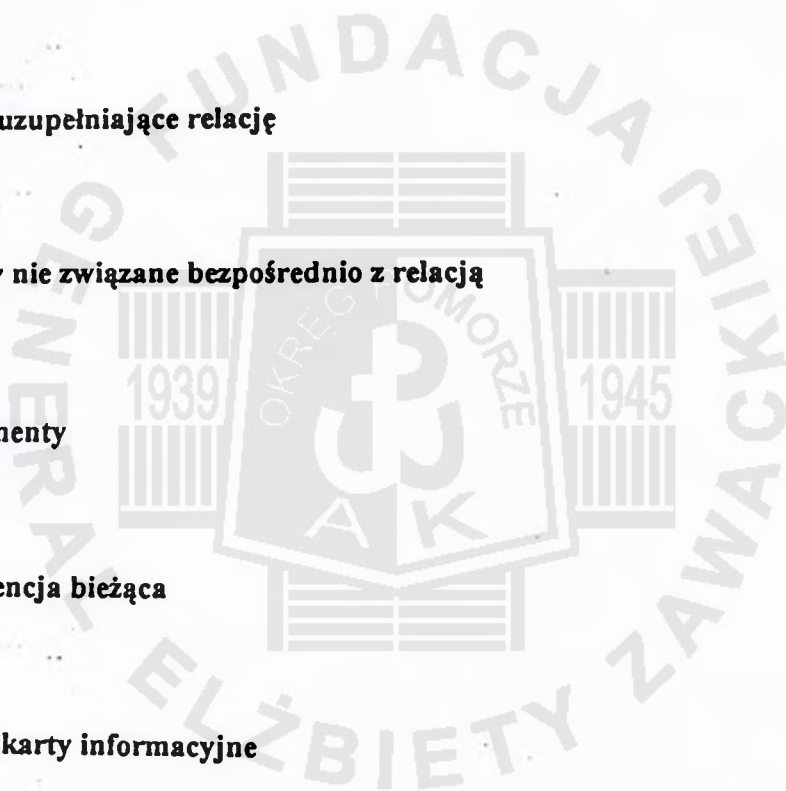 FUNDACJA
uzupełniające relację
GENERAŁ
JEJ
nie związane bezpośrednio z relacją
OKRĘG POMORZE
1939
1945
menty
AK
ZAWACKIEJ
encja bieżąca
ELŻBIETY
karty informacyjne